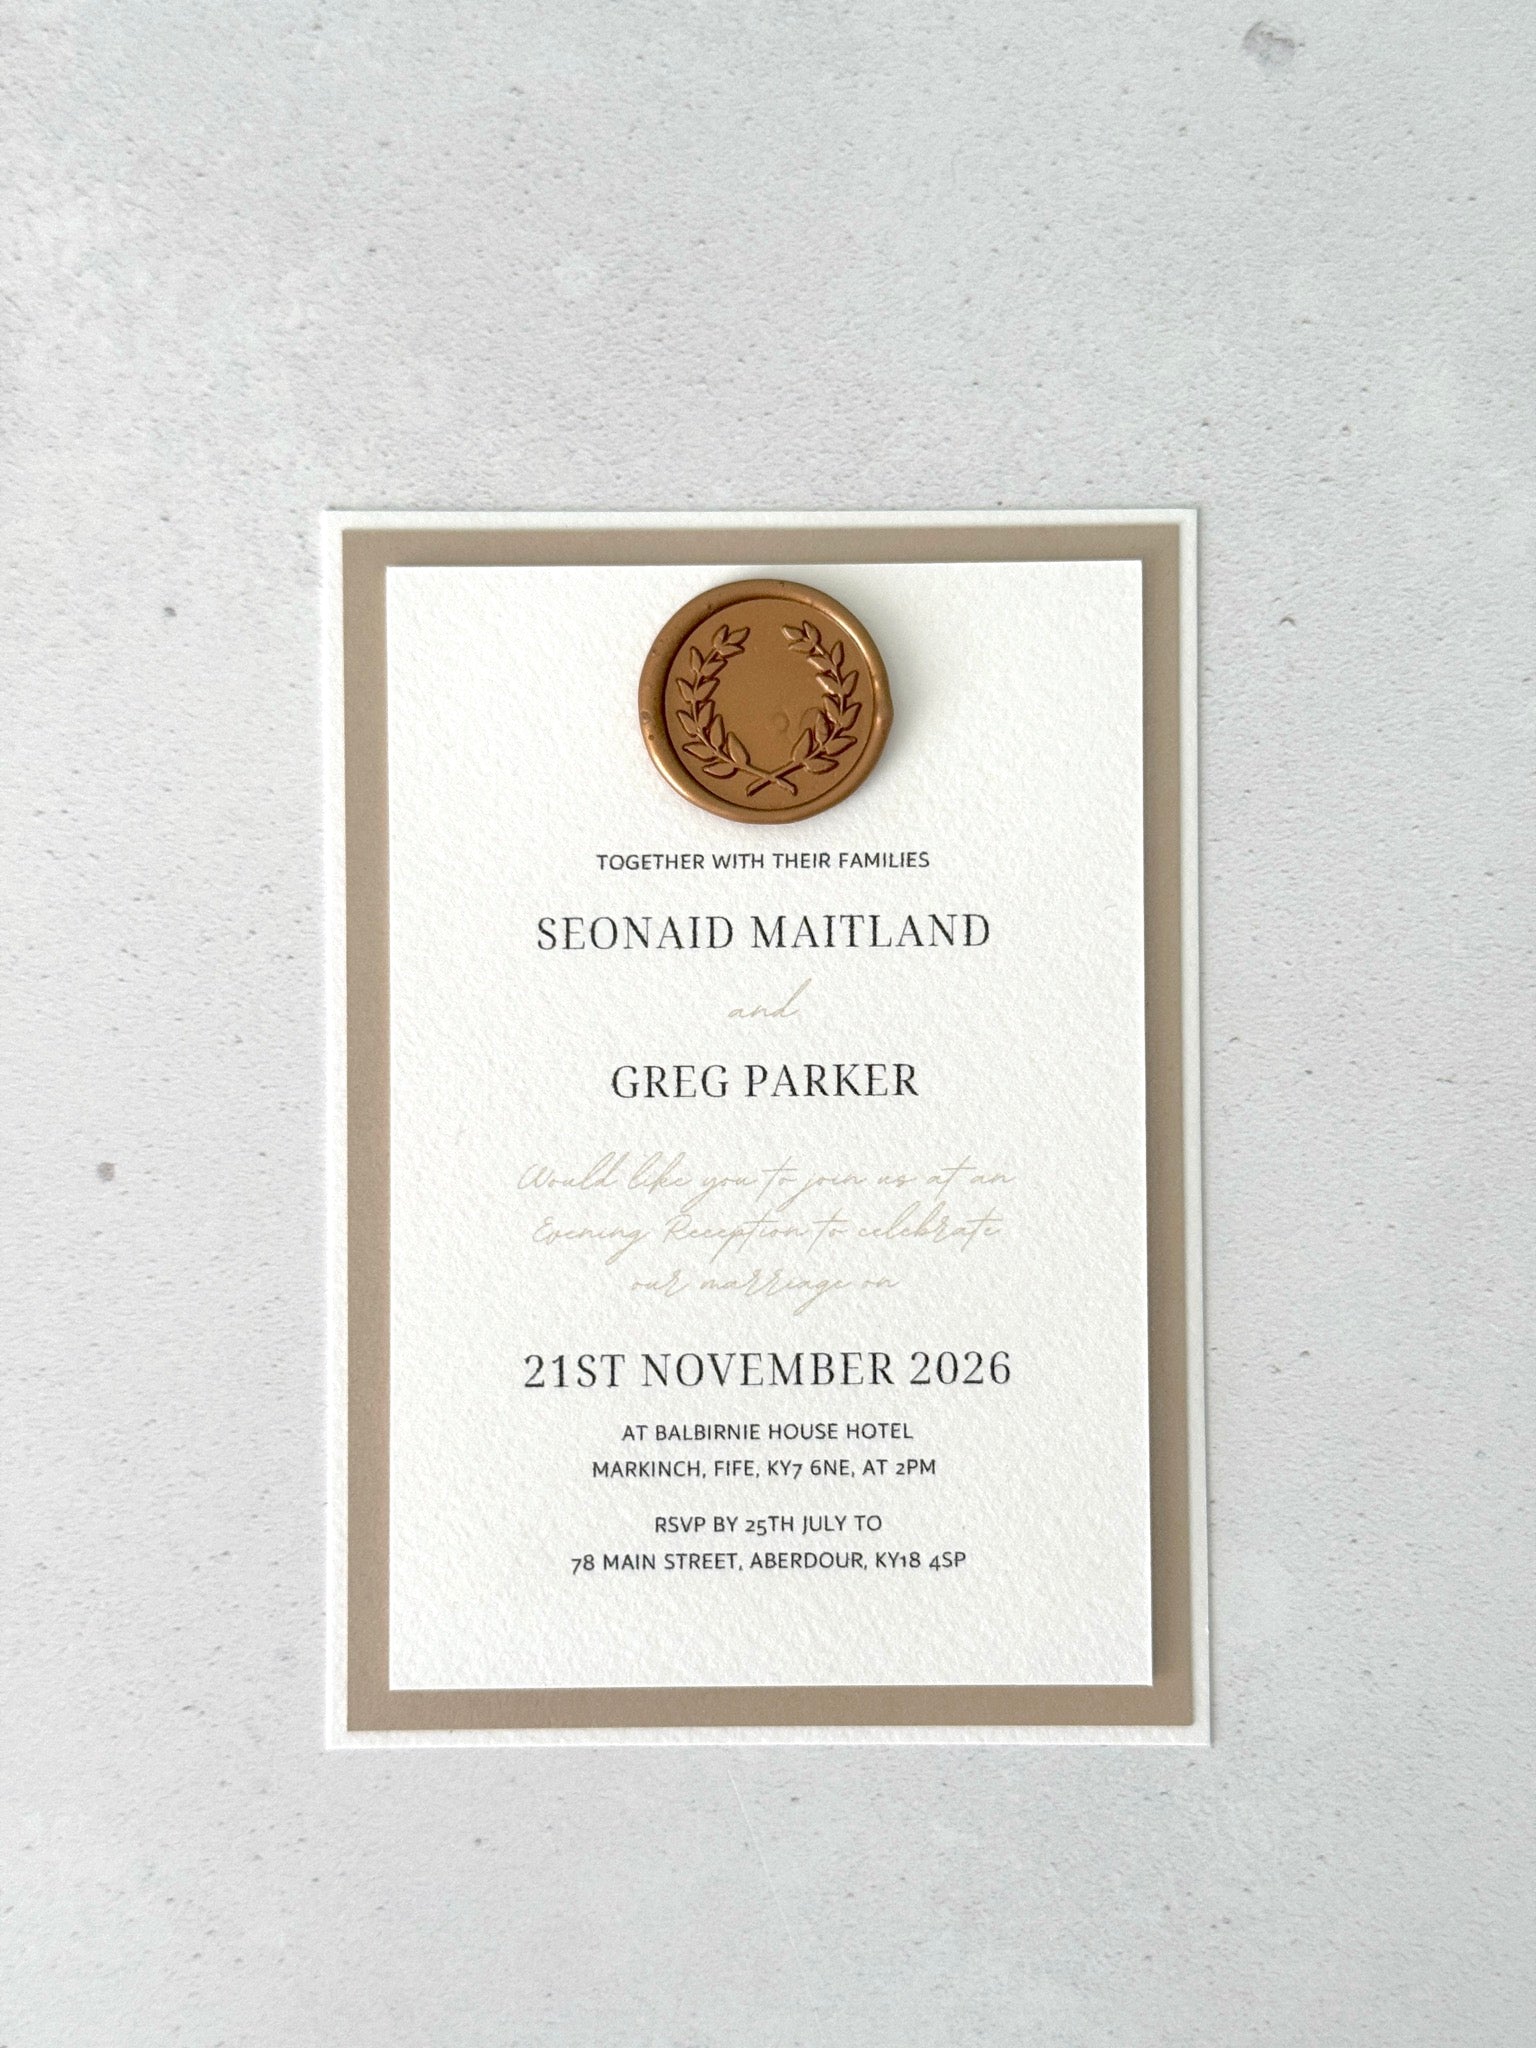 TOGETHER WITH THEIR FAMILIES
SEONAID MAITLAND
and
GREG PARKER
Would like you to join us at an
Evening Reception to celebrate
our marriage on
21ST NOVEMBER 2026
AT BALBIRNIE HOUSE HOTEL
MARKINCH, FIFE, KY7 6NE, AT 2PM
RSVP BY 25TH JULY TO
78 MAIN STREET, ABERDOUR, KY18 4SP